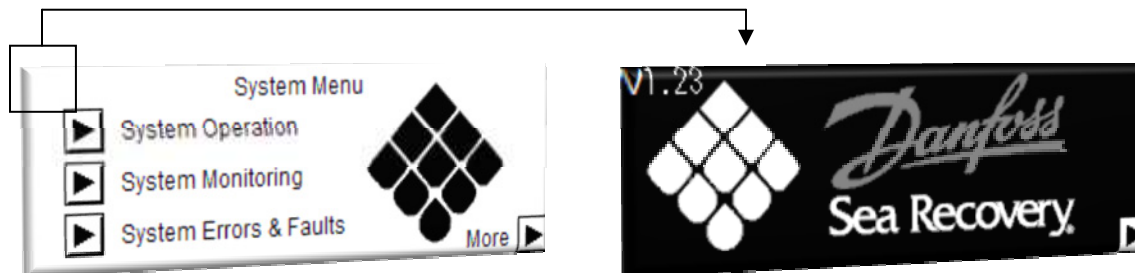 System Menu
System Operation
System Monitoring
System Errors & Faults
More
V1.23
Danfoss
Sea Recovery®